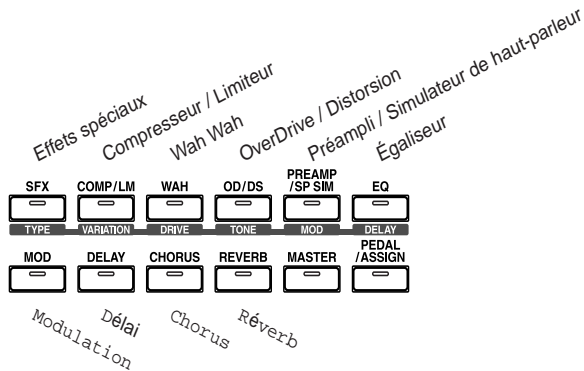 Effets spéciaux
Compresseur / Limiteur
Wah Wah
OverDrive / Distorsion
Préampli / Simulateur de haut-parleur
Égaliseur
SFX COMP/LM WAH OD/DS PREAMP /SP SIM EQ
TYPE VARIATION DRIVE TONE MOD DELAY
MOD DELAY CHORUS REVERB MASTER PEDAL /ASSIGN
Modulation
Délai
Chorus
Réverb